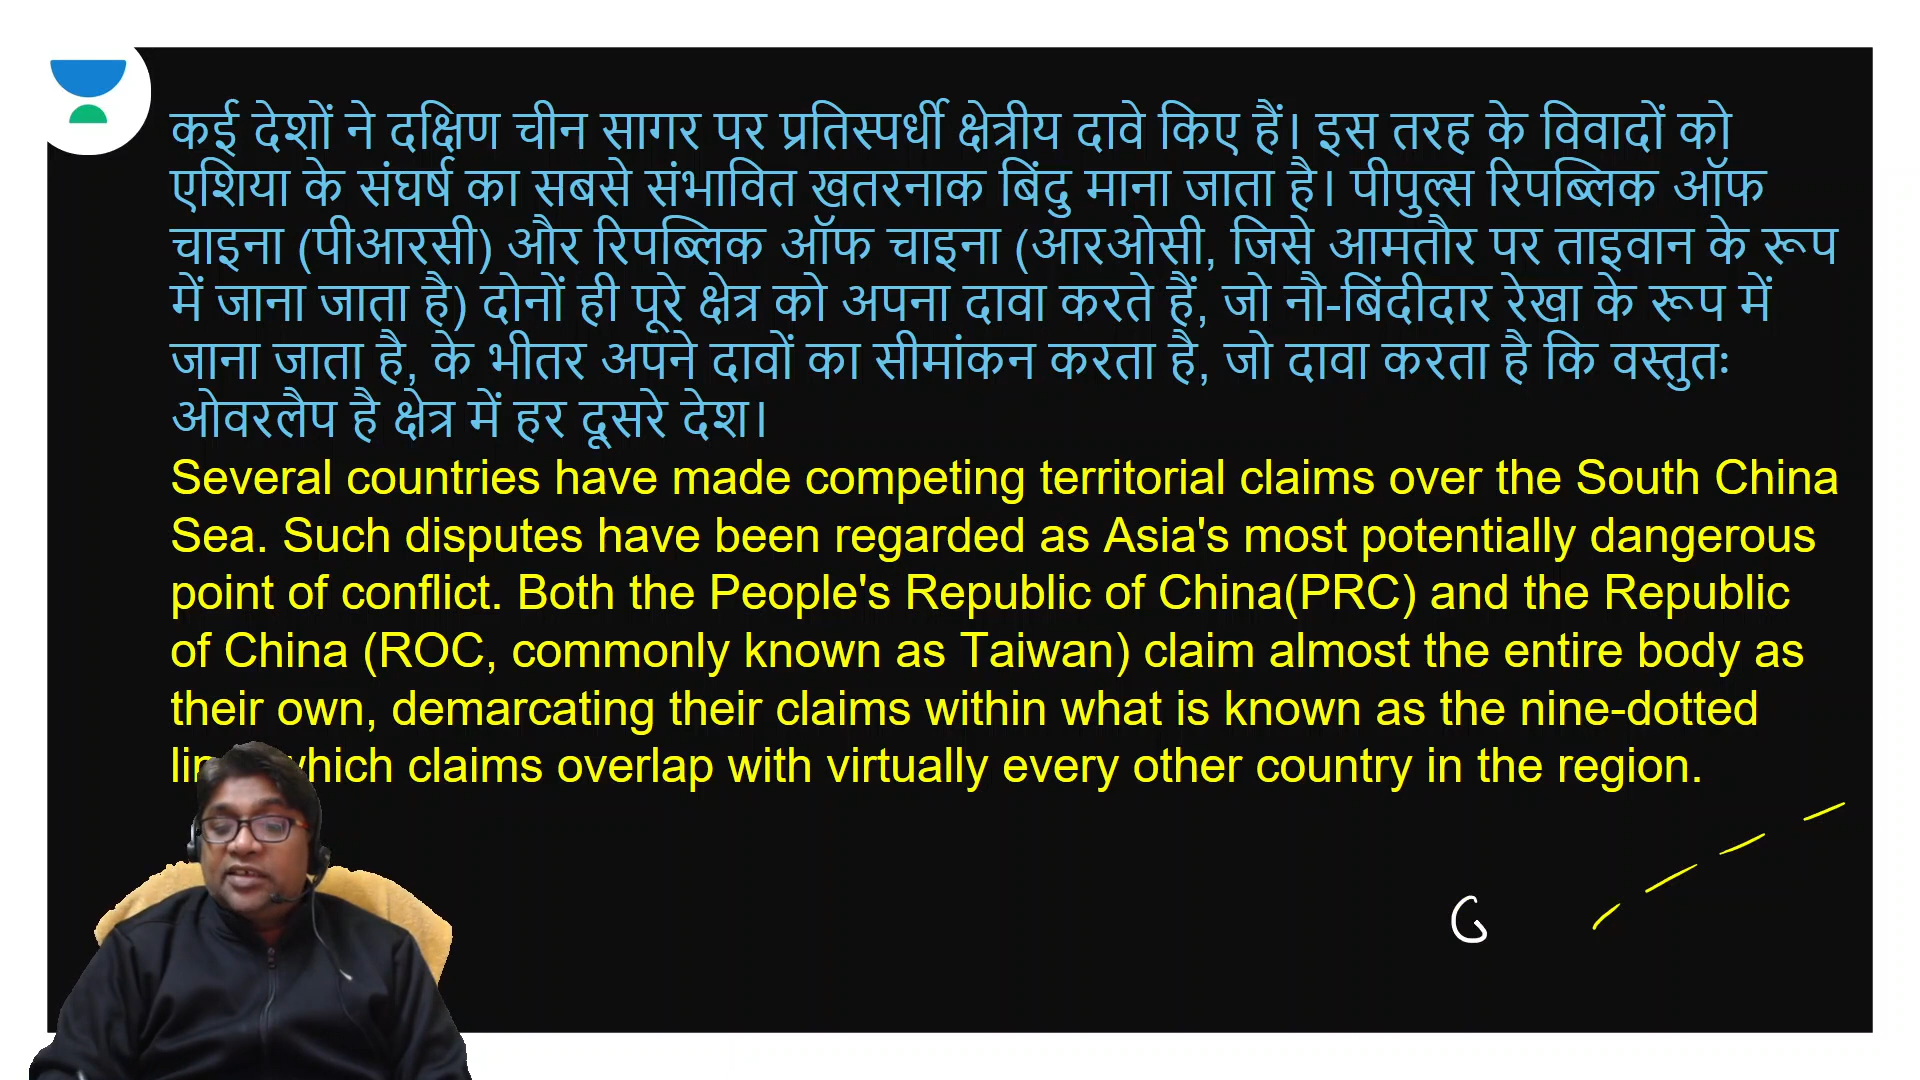 कई देशों ने दक्षिण चीन सागर पर प्रतिस्पर्धी क्षेत्रीय दावे किए हैं। इस तरह के विवादों को
एशिया के संघर्ष का सबसे संभावित खतरनाक बिंदु माना जाता है। पीपुल्स रिपब्लिक ऑफ
चाइना (पीआरसी) और रिपब्लिक ऑफ चाइना (आरओसी, जिसे आमतौर पर ताइवान के रूप
में जाना जाता है) दोनों ही पूरे क्षेत्र को अपना दावा करते हैं, जो नौ-बिंदीदार रेखा के रूप में
जाना जाता है, के भीतर अपने दावों का सीमांकन करता है, जो दावा करता है कि वस्तुतः
ओवरलैप है क्षेत्र में हर दूसरे देश।
Several countries have made competing territorial claims over the South China
Sea. Such disputes have been regarded as Asia's most potentially dangerous
point of conflict. Both the People's Republic of China(PRC) and the Republic
of China (ROC, commonly known as Taiwan) claim almost the entire body as
their own, demarcating their claims within what is known as the nine-dotted
which claims overlap with virtually every other country in the region.
G